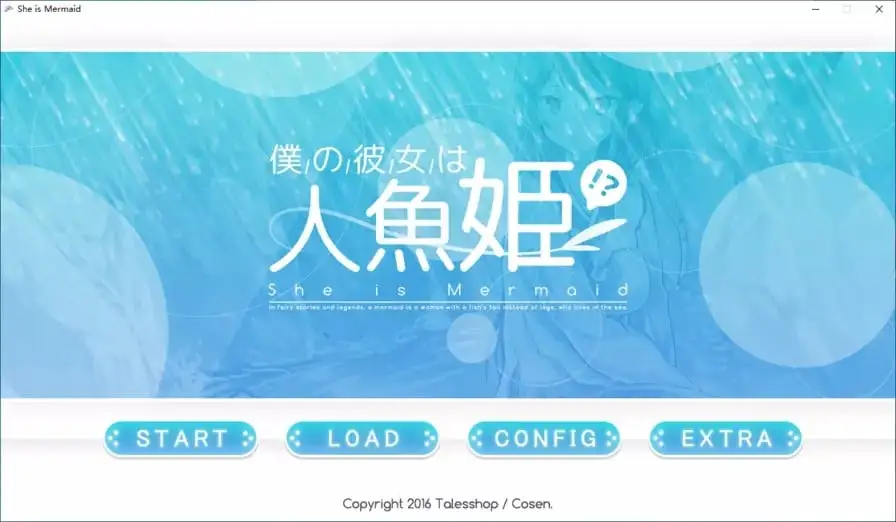 She is Mermaid
僕の彼女は
人魚姫!?
She is Mermaid
In fairy stories and legends, a mermaid is a woman with a fish's tail instead of legs, who lives in the sea.
START
LOAD
CONFIG
EXTRA
Copyright 2016 Talesshop / Cosen.